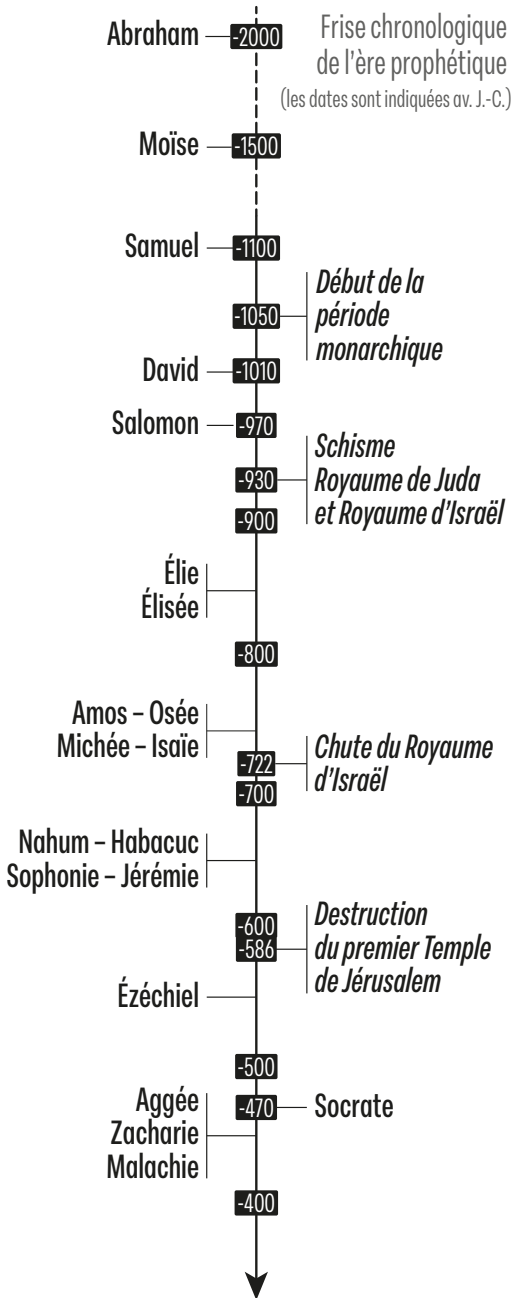 Frise chronologique
de l’ère prophétique
(les dates sont indiquées av. J.-C.)
Abraham -2000
Moïse -1500
Samuel -1100
-1050 Début de la
période
monarchique
David -1010
Salomon -970
-930 Schisme
Royaume de Juda
et Royaume d’Israël
-900
Élie
Élisée
-800
Amos – Osée
Michée – Isaïe
-722 Chute du Royaume
d’Israël
-700
Nahum – Habacuc
Sophonie – Jérémie
-600
-586 Destruction
du premier Temple
de Jérusalem
Ézéchiel
-500
-470 Socrate
Aggée
Zacharie
Malachie
-400